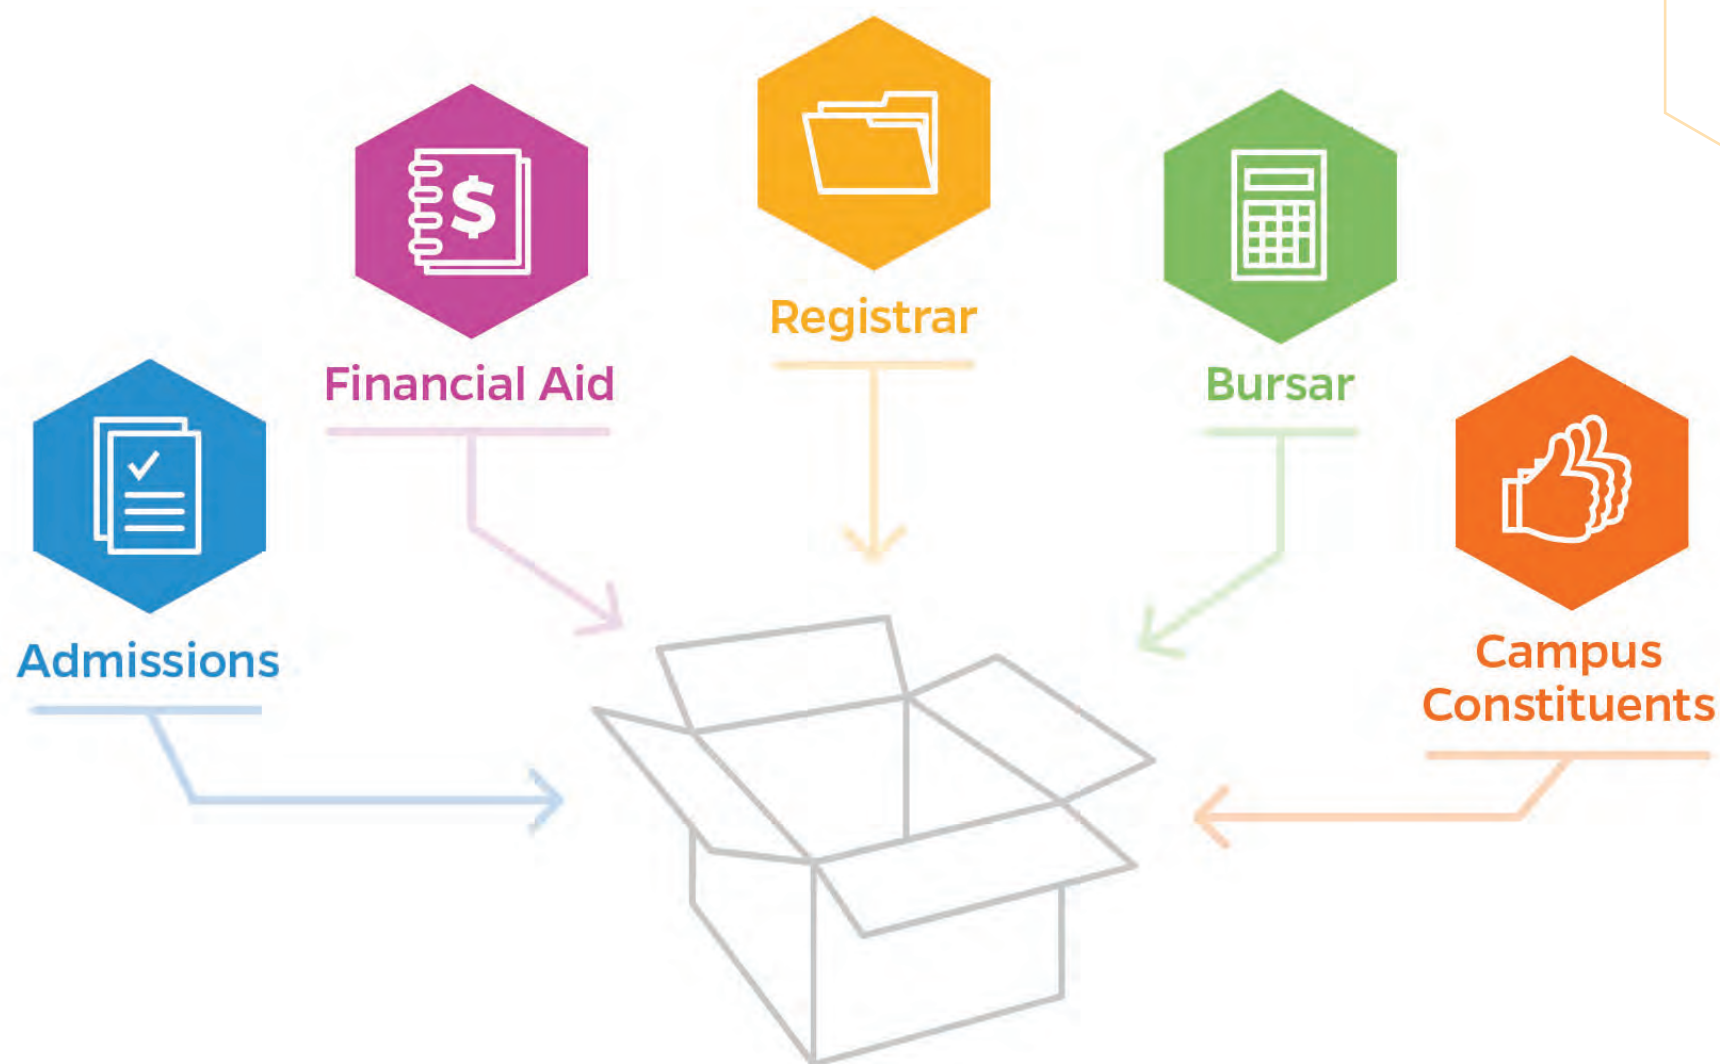 Registrar
Financial Aid
Bursar
Admissions
Campus
Constituents
$